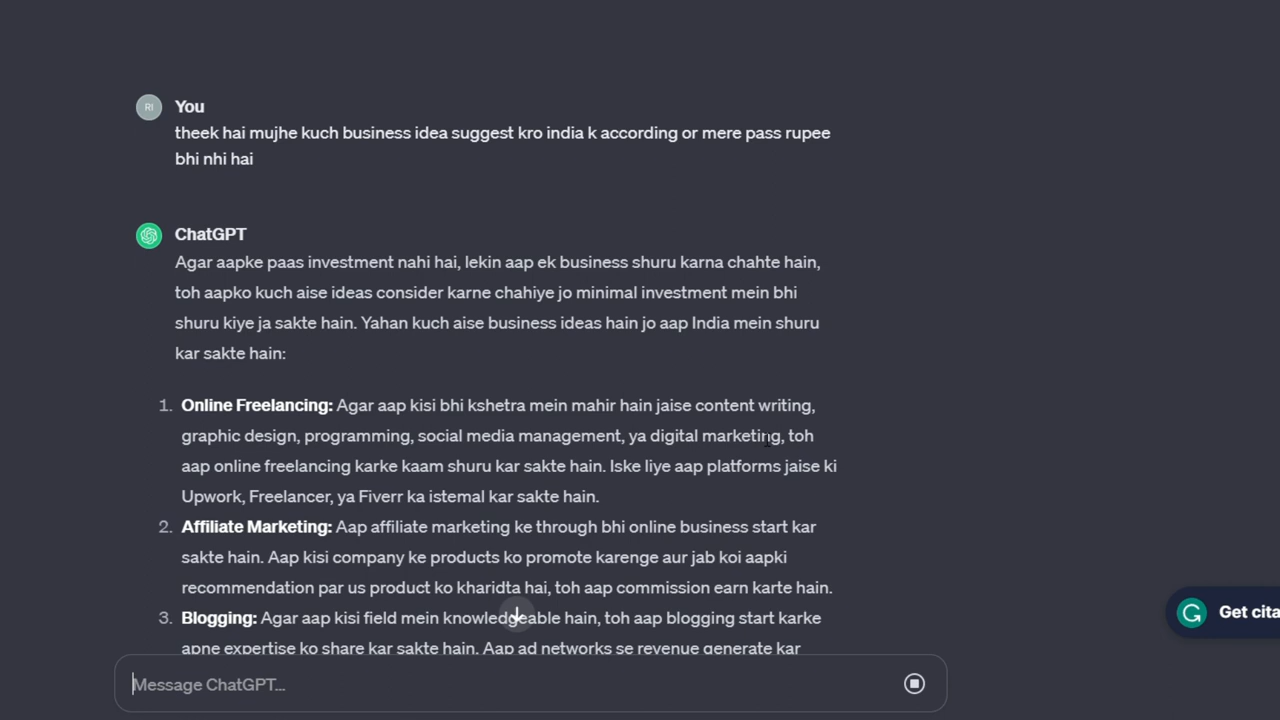 RI
You
theek hai mujhe kuch business idea suggest kro india k according or mere pass rupee
bhi nhi hai
ChatGPT
Agar aapke paas investment nahi hai, lekin aap ek business shuru karna chahte hain,
toh aapko kuch aise ideas consider karne chahiye jo minimal investment mein bhi
shuru kiye ja sakte hain. Yahan kuch aise business ideas hain jo aap India mein shuru
kar sakte hain:
1. Online Freelancing: Agar aap kisi bhi kshetra mein mahir hain jaise content writing,
graphic design, programming, social media management, ya digital marketing, toh
aap online freelancing karke kaam shuru kar sakte hain. Iske liye aap platforms jaise ki
Upwork, Freelancer, ya Fiverr ka istemal kar sakte hain.
2. Affiliate Marketing: Aap affiliate marketing ke through bhi online business start kar
sakte hain. Aap kisi company ke products ko promote karenge aur jab koi aapki
recommendation par us product ko kharidta hai, toh aap commission earn karte hain.
3. Blogging: Agar aap kisi field mein knowledgeable hain, toh aap blogging start karke
apne expertise ko share kar sakte hain. Aap ad networks se revenue generate kar
Get cita
Message ChatGPT...